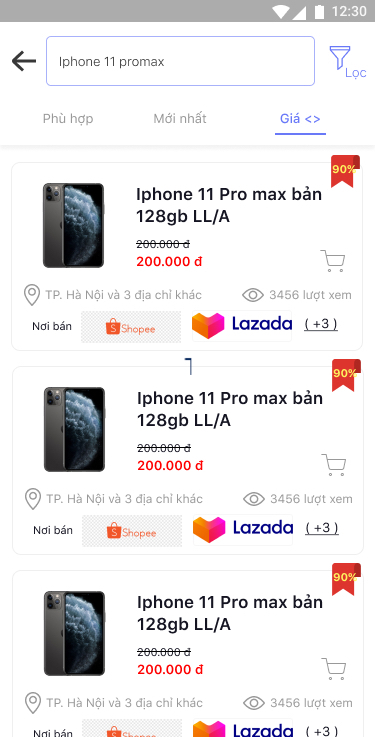 12:30
Iphone 11 promax
Lọc
Phù hợp
Mới nhất
Giá <>
90%
Iphone 11 Pro max bản
128gb LL/A
200.000 đ
200.000 đ
TP. Hà Nội và 3 địa chỉ khác
3456 lượt xem
Nơi bán
Shopee
Lazada
( +3 )
1
90%
Iphone 11 Pro max bản
128gb LL/A
200.000 đ
200.000 đ
TP. Hà Nội và 3 địa chỉ khác
3456 lượt xem
Nơi bán
Shopee
Lazada
( +3 )
90%
Iphone 11 Pro max bản
128gb LL/A
200.000 đ
200.000 đ
TP. Hà Nội và 3 địa chỉ khác
3456 lượt xem
Nơi bán
Shopee
Lazada
( +3 )